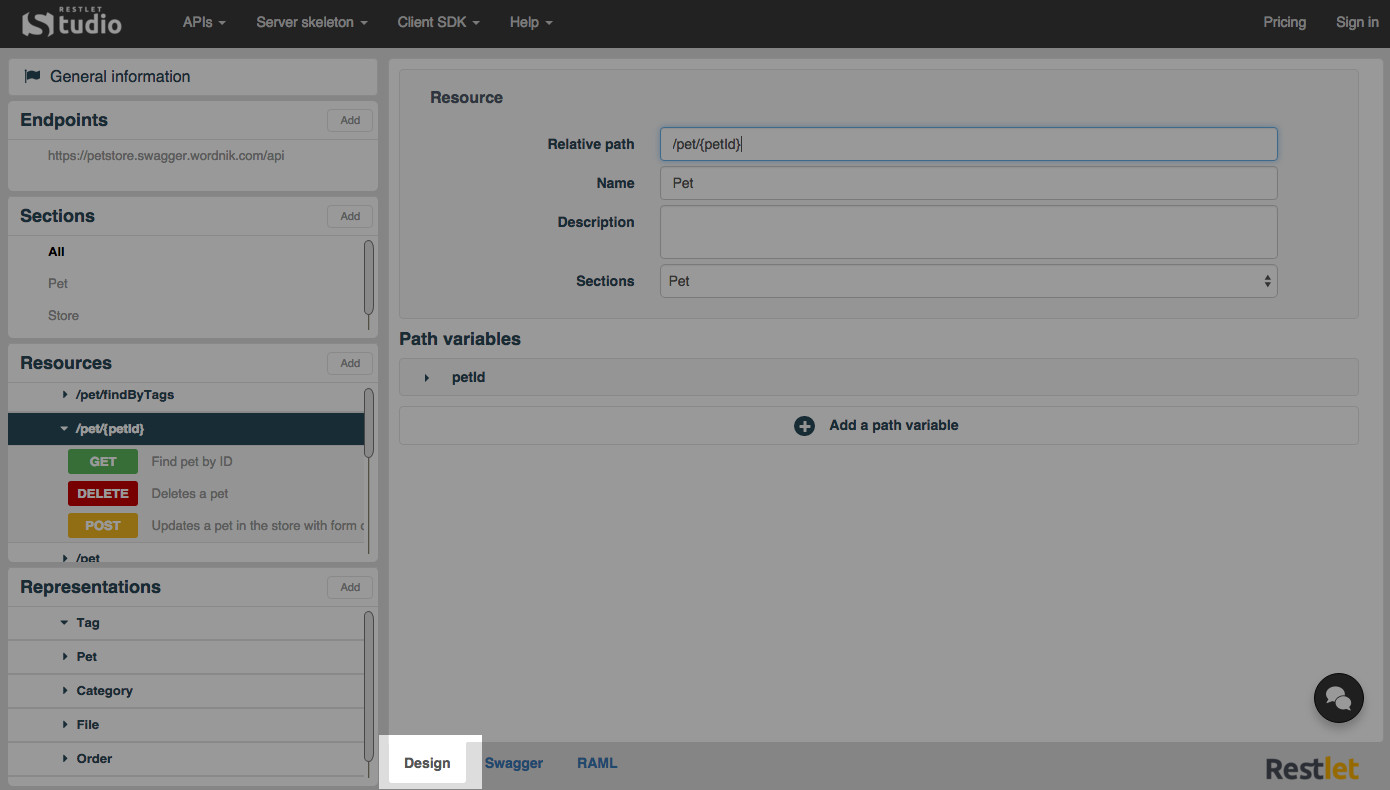 RESTLET
Studio
APIs
Server skeleton
Client SDK
Help
Pricing
Sign in
General information
Endpoints
Add
https://petstore.swagger.wordnik.com/api
Sections
Add
All
Pet
Store
Resources
Add
/pet/findByTags
/pet/{petId}
GET Find pet by ID
DELETE Deletes a pet
POST Updates a pet in the store with form
/pet
Representations
Add
Tag
Pet
Category
File
Order
Resource
Relative path /pet/{petId}
Name Pet
Description
Sections Pet
Path variables
petId
Add a path variable
Design
Swagger
RAML
Restlet